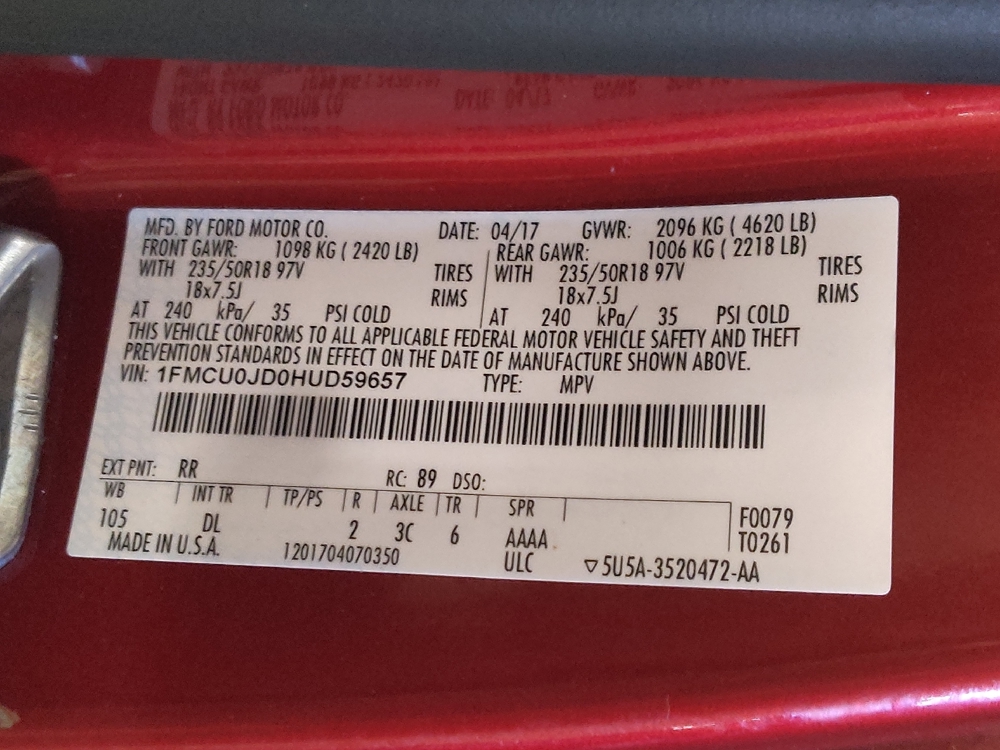 MFD. BY FORD MOTOR CO. DATE: 04/17 GVWR: 2096 KG ( 4620 LB)
FRONT GAWR: 1098 KG ( 2420 LB) REAR GAWR: 1006 KG ( 2218 LB)
WITH 235/50R18 97V TIRES WITH 235/50R18 97V TIRES
18x7.5J RIMS 18x7.5J RIMS
AT 240 kPa/ 35 PSI COLD AT 240 kPa/ 35 PSI COLD
THIS VEHICLE CONFORMS TO ALL APPLICABLE FEDERAL MOTOR VEHICLE SAFETY AND THEFT
PREVENTION STANDARDS IN EFFECT ON THE DATE OF MANUFACTURE SHOWN ABOVE.
VIN: 1FMCU0JD0HUD59657 TYPE: MPV
EXT PNT: RR RC: 89 DSO:
WB INT TR TP/PS R AXLE TR SPR F0079
105 DL 2 3C 6 AAAA T0261
MADE IN U.S.A. 1201704070350 ULC ▽5U5A-3520472-AA